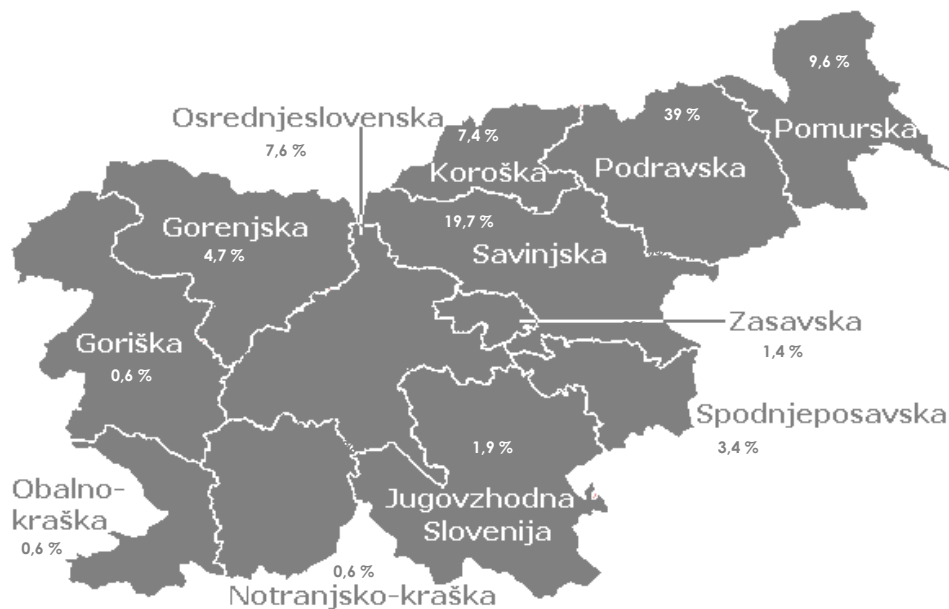 9,6 %
Pomurska
39 %
Podravska
Osrednjeslovenska
7,6 %
7,4 %
Koroška
Gorenjska
4,7 %
19,7 %
Savinjska
Goriška
0,6 %
Zasavska
1,4 %
Spodnjeposavska
3,4 %
1,9 %
Jugovzhodna
Slovenija
Obalno-
kraška
0,6 %
0,6 %
Notranjsko-kraška